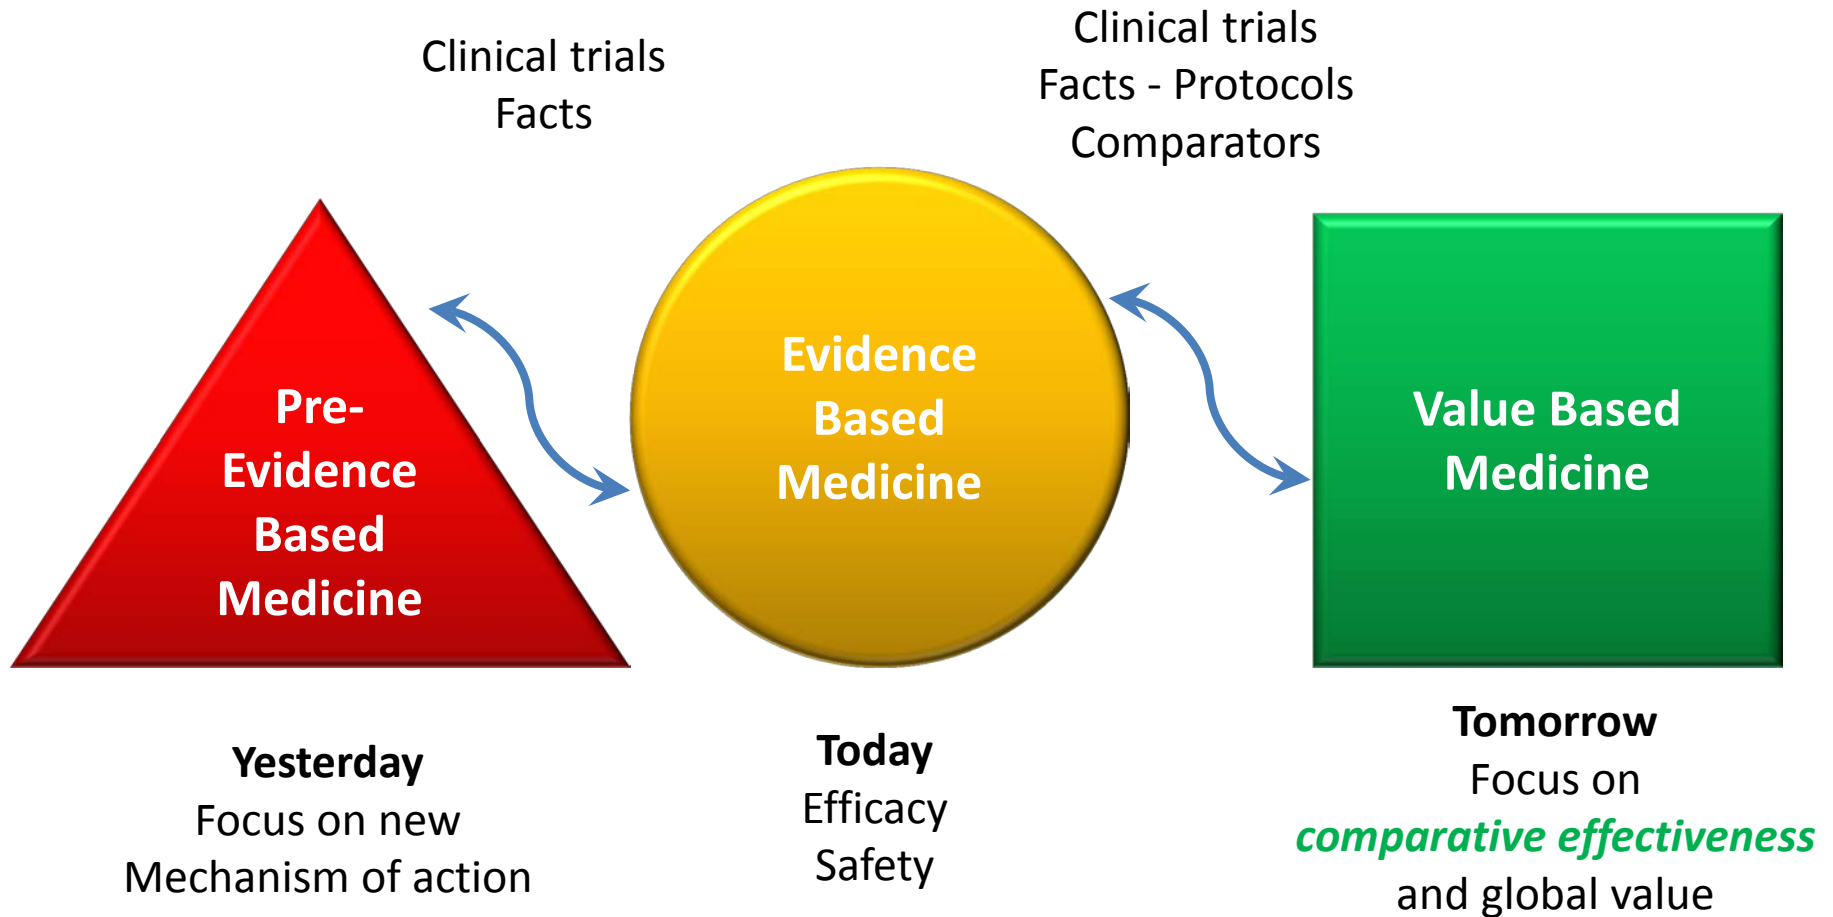 Clinical trials
Facts
Clinical trials
Facts - Protocols
Comparators
Pre-
Evidence
Based
Medicine
Evidence
Based
Medicine
Value Based
Medicine
Yesterday
Focus on new
Mechanism of action
Today
Efficacy
Safety
Tomorrow
Focus on
comparative effectiveness
and global value